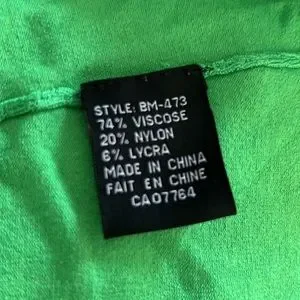 STYLE: BM-473
74% VISCOSE
20% NYLON
6% LYCRA
MADE IN CHINA
FAIT EN CHINE
CA07764